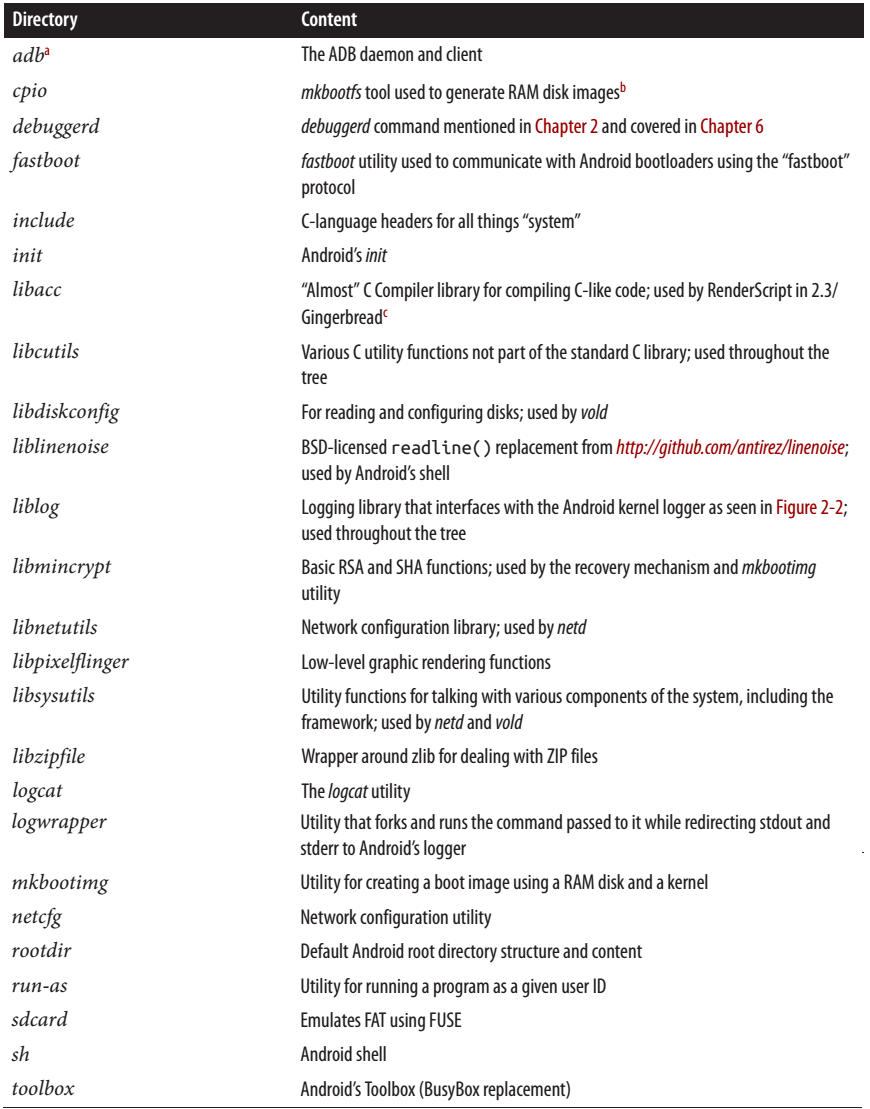 Directory Content
adba The ADB daemon and client
cpio mkbootfs tool used to generate RAM disk imagesb
debuggerd debuggerd command mentioned in Chapter 2 and covered in Chapter 6
fastboot fastboot utility used to communicate with Android bootloaders using the “fastboot”
protocol
include C-language headers for all things “system”
init Android’s init
libacc “Almost” C Compiler library for compiling C-like code; used by RenderScript in 2.3/
Gingerbreadc
libcutils Various C utility functions not part of the standard C library; used throughout the
tree
libdiskconfig For reading and configuring disks; used by vold
liblinenoise BSD-licensed readline() replacement from http://github.com/antirez/linenoise;
used by Android’s shell
liblog Logging library that interfaces with the Android kernel logger as seen in Figure 2-2;
used throughout the tree
libmincrypt Basic RSA and SHA functions; used by the recovery mechanism and mkbootimg
utility
libnetutils Network configuration library; used by netd
libpixelflinger Low-level graphic rendering functions
libsysutils Utility functions for talking with various components of the system, including the
framework; used by netd and vold
libzipfile Wrapper around zlib for dealing with ZIP files
logcat The logcat utility
logwrapper Utility that forks and runs the command passed to it while redirecting stdout and
stderr to Android’s logger
mkbootimg Utility for creating a boot image using a RAM disk and a kernel
netcfg Network configuration utility
rootdir Default Android root directory structure and content
run-as Utility for running a program as a given user ID
sdcard Emulates FAT using FUSE
sh Android shell
toolbox Android’s Toolbox (BusyBox replacement)